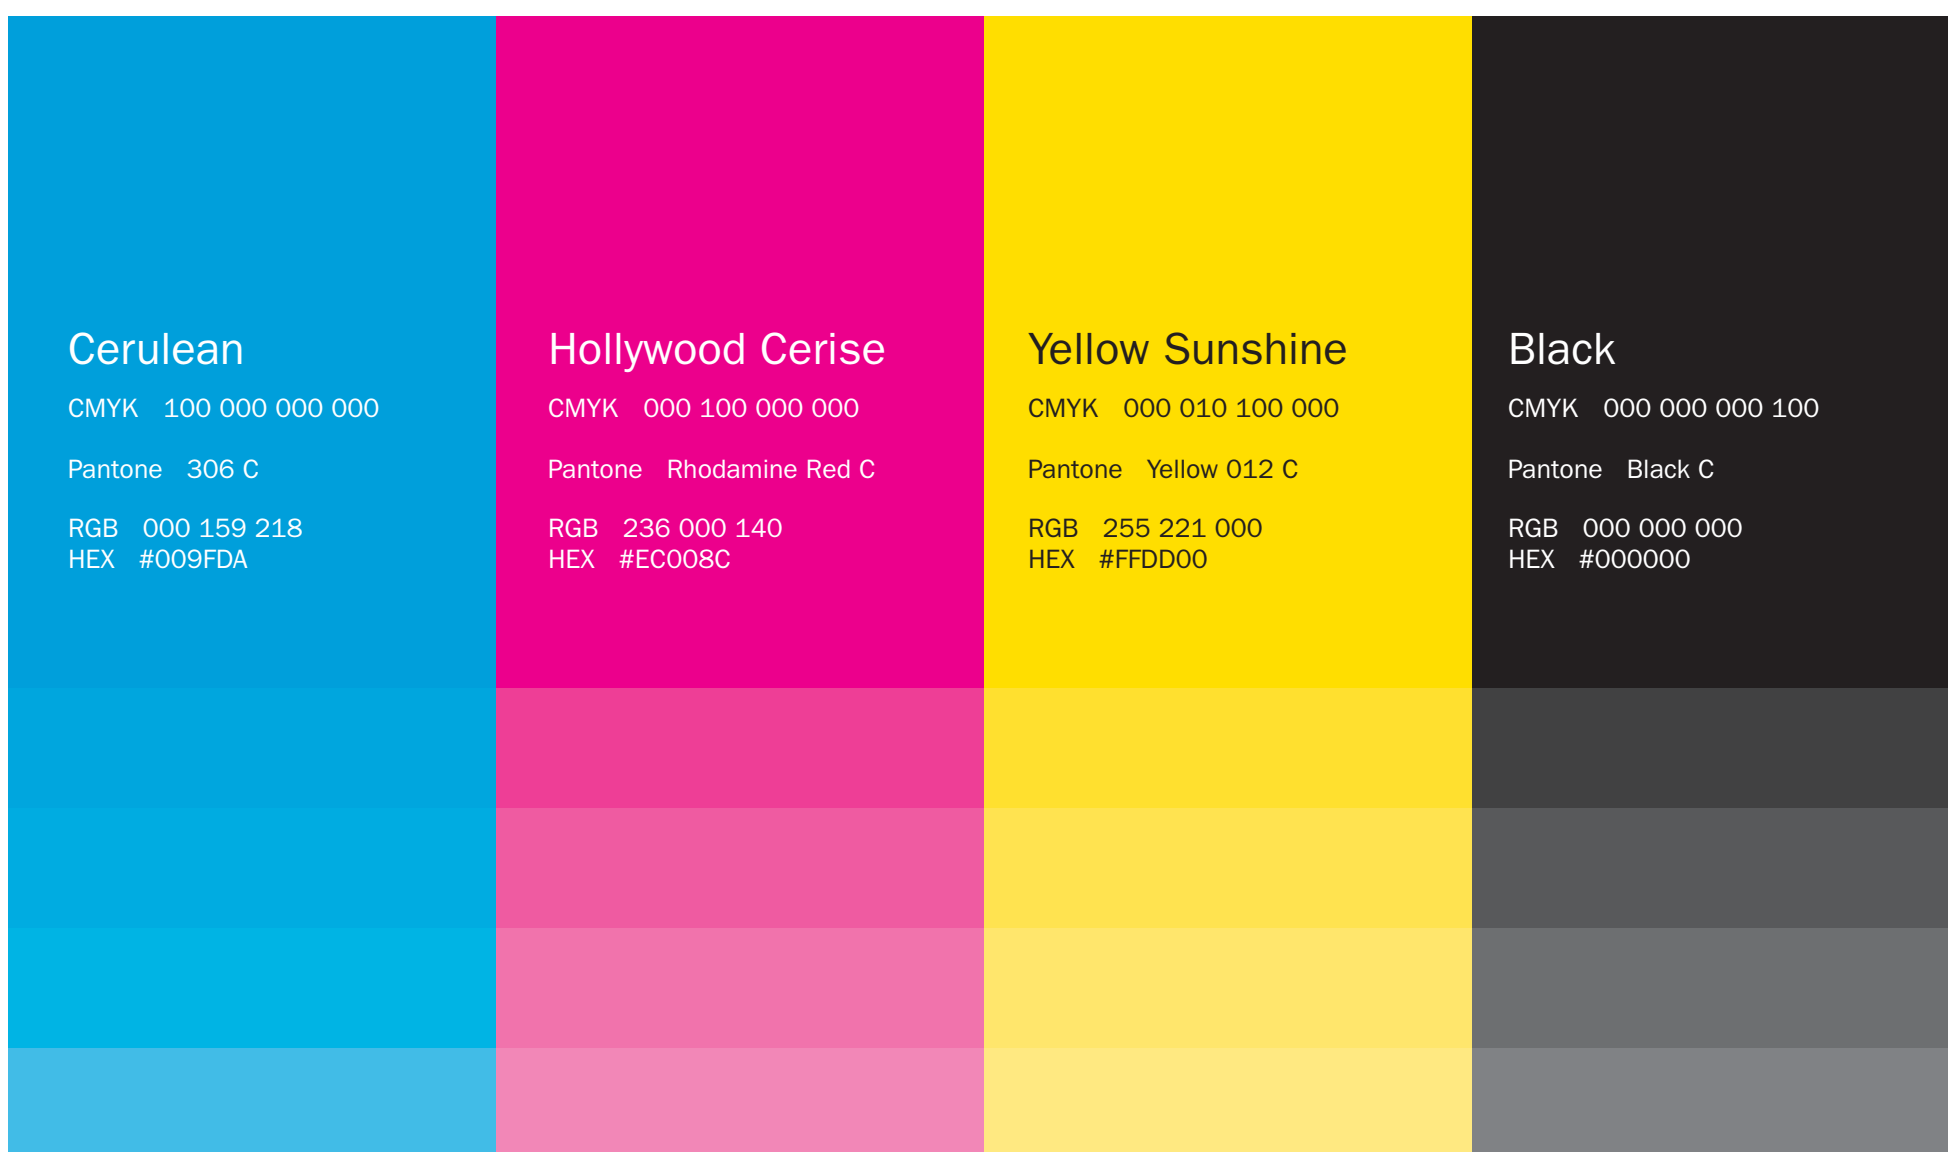 Cerulean
CMYK 100 000 000 000
Pantone 306 C
RGB 000 159 218
HEX #009FDA
Hollywood Cerise
CMYK 000 100 000 000
Pantone Rhodamine Red C
RGB 236 000 140
HEX #EC008C
Yellow Sunshine
CMYK 000 010 100 000
Pantone Yellow 012 C
RGB 255 221 000
HEX #FFDD00
Black
CMYK 000 000 000 100
Pantone Black C
RGB 000 000 000
HEX #000000